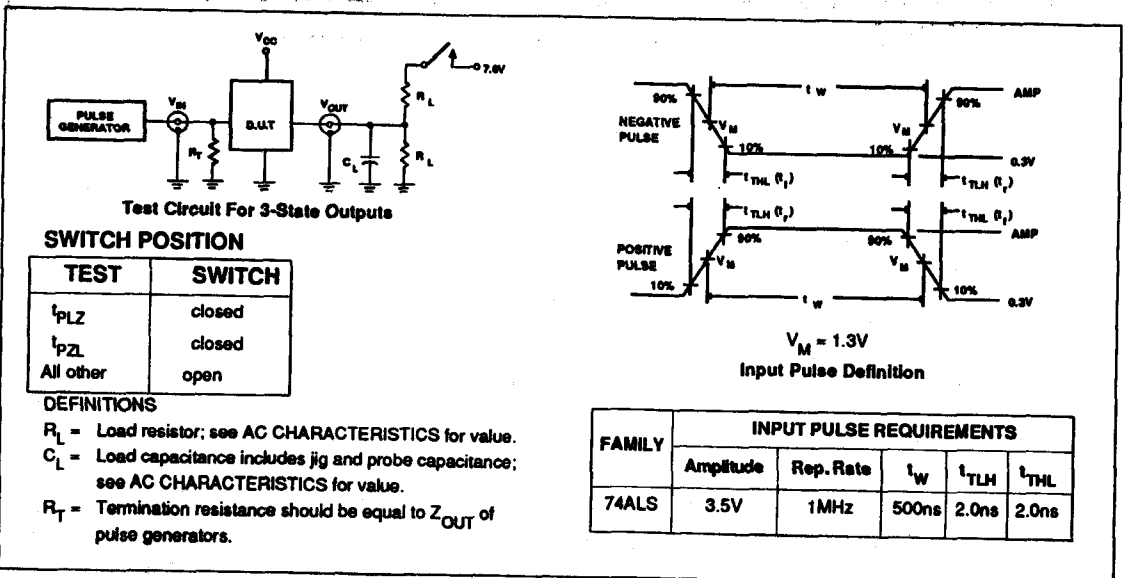 VCC
7.0V
RL
PULSE GENERATOR
VIN
D.U.T
VOUT
RT
CL
RL
Test Circuit For 3-State Outputs
SWITCH POSITION
TEST SWITCH
tPLZ closed
tPZL closed
All other open
DEFINITIONS
RL = Load resistor; see AC CHARACTERISTICS for value.
CL = Load capacitance includes jig and probe capacitance;
see AC CHARACTERISTICS for value.
RT = Termination resistance should be equal to ZOUT of
pulse generators.
tW
AMP
90% 90%
NEGATIVE
PULSE
VM VM
10% 10%
0.3V
tTHL (tf) tTLH (tr)
tTLH (tr) tTHL (tf)
AMP
90% 90%
POSITIVE
PULSE
VM VM
10% 10%
tW
0.3V
VM = 1.3V
Input Pulse Definition
FAMILY INPUT PULSE REQUIREMENTS
Amplitude Rep. Rate tW tTLH tTHL
74ALS 3.5V 1MHz 500ns 2.0ns 2.0ns